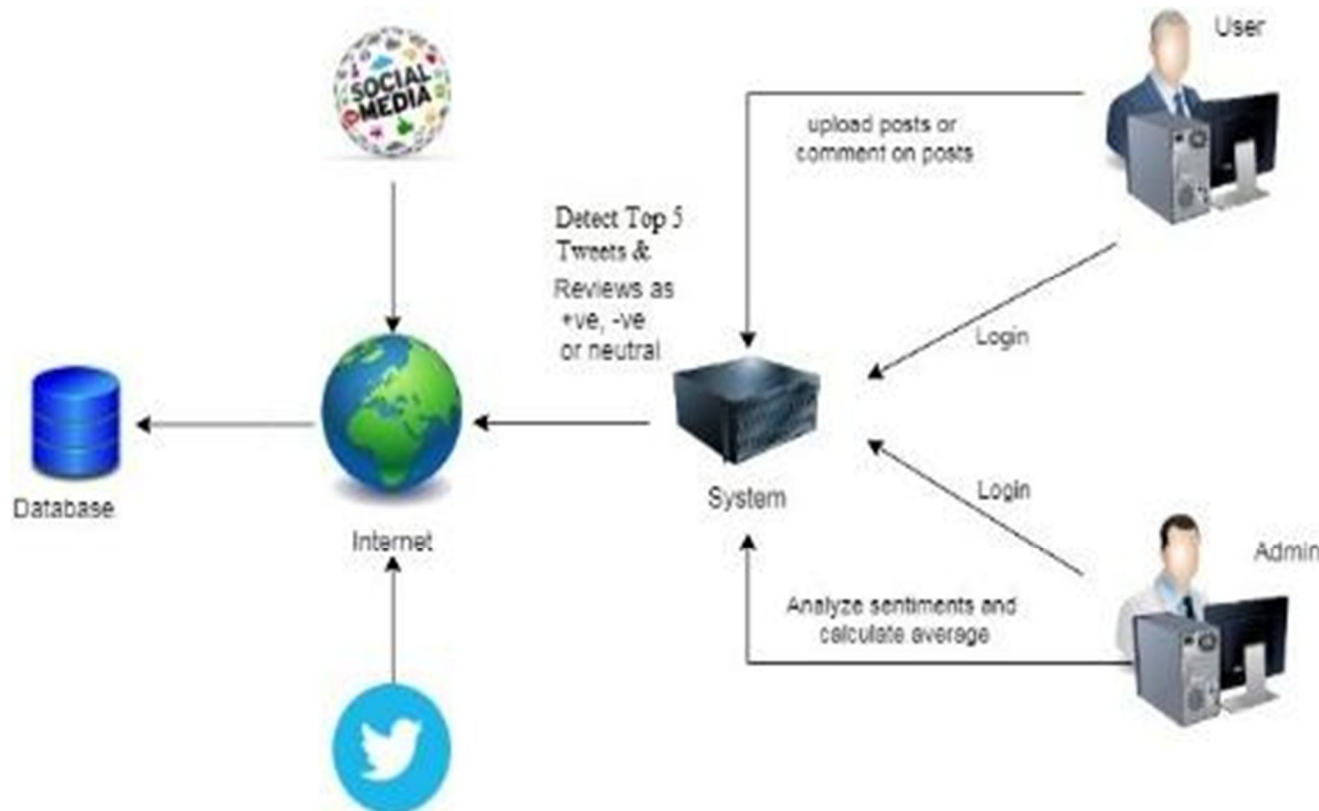 User
SOCIAL
MEDIA
upload posts or
comment on posts
Detect Top 5
Tweets &
Reviews as
+ve, -ve
or neutral
Login
System
Database
Internet
Login
Admin
Analyze sentiments and
calculate average